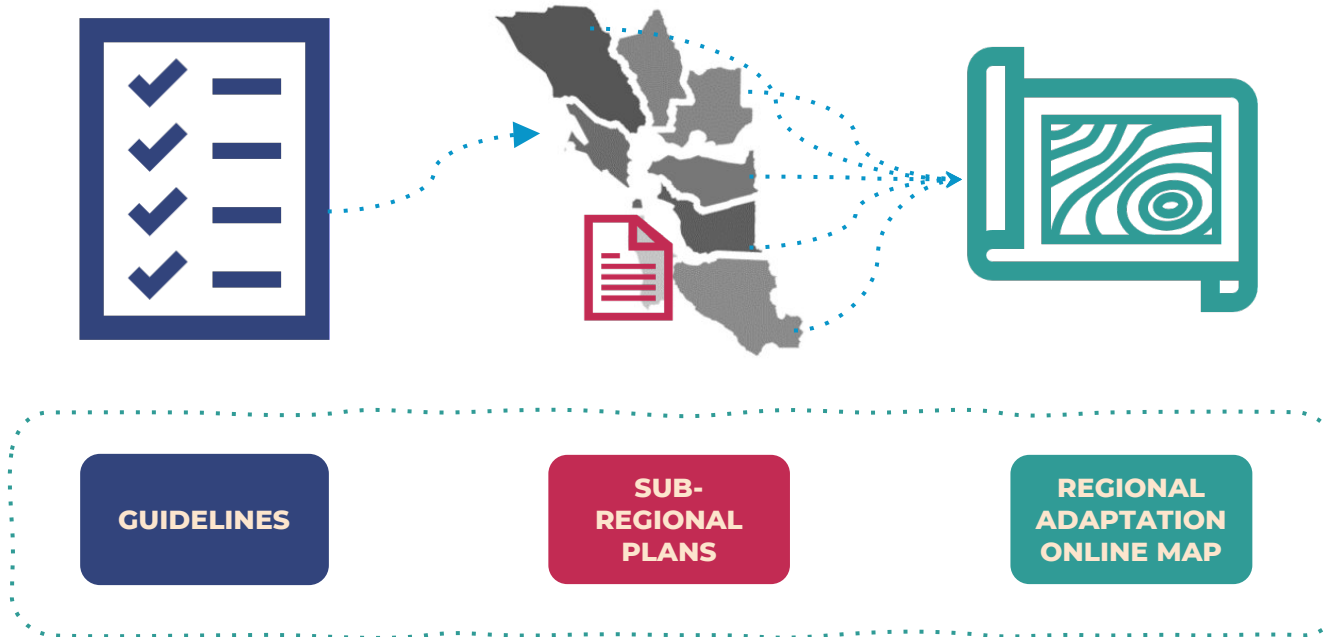 GUIDELINES
SUB-
REGIONAL
PLANS
REGIONAL
ADAPTATION
ONLINE MAP